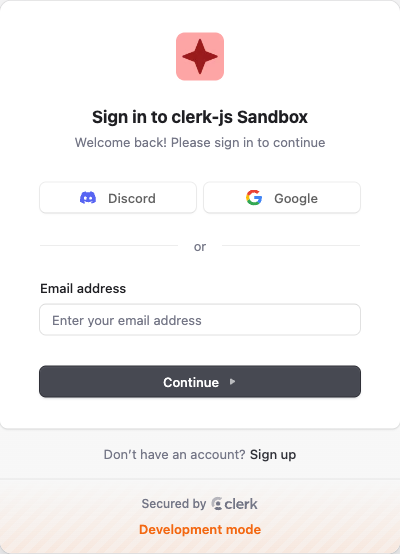 Sign in to clerk-js Sandbox
Welcome back! Please sign in to continue
Discord
Google
or
Email address
Enter your email address
Continue
Don’t have an account? Sign up
Secured by clerk
Development mode